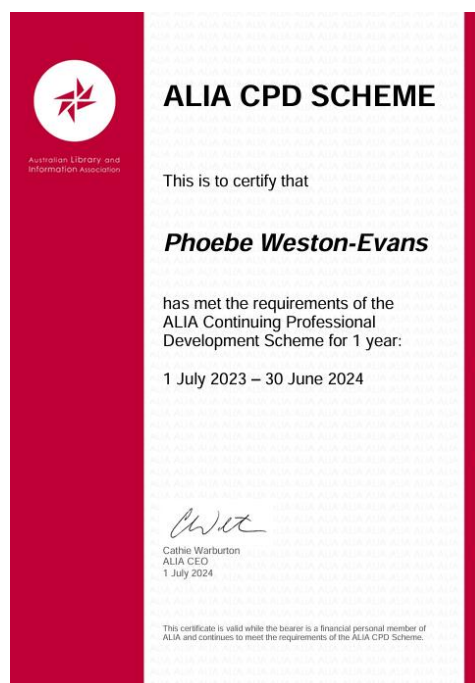 ALIA CPD SCHEME
Australian Library and
Information Association
This is to certify that
Phoebe Weston-Evans
has met the requirements of the
ALIA Continuing Professional
Development Scheme for 1 year:
1 July 2023 – 30 June 2024
Cathie Warburton
ALIA CEO
1 July 2024
This certificate is valid while the bearer is a financial personal member of
ALIA and continues to meet the requirements of the ALIA CPD Scheme.